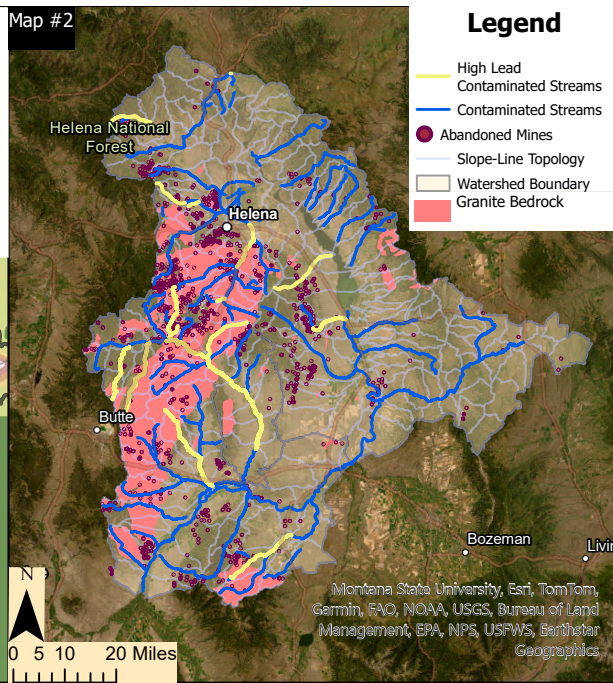 Map #2
Legend
High Lead
Contaminated Streams
Contaminated Streams
Abandoned Mines
Slope-Line Topology
Watershed Boundary
Granite Bedrock
Helena National
Forest
Helena
Butte
Bozeman
Livin
N
0 5 10 20 Miles
Montana State University, Esri, TomTom,
Garmin, FAO, NOAA, USGS, Bureau of Land
Management, EPA, NPS, USFWS, Earthstar
Geographics